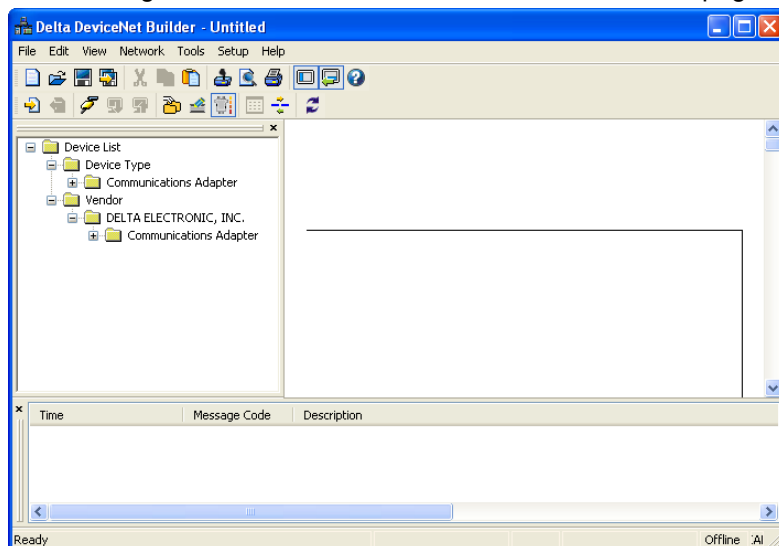 Delta DeviceNet Builder - Untitled
File Edit View Network Tools Setup Help
Device List
Device Type
Communications Adapter
Vendor
DELTA ELECTRONIC, INC.
Communications Adapter
Time Message Code Description
Ready Offline